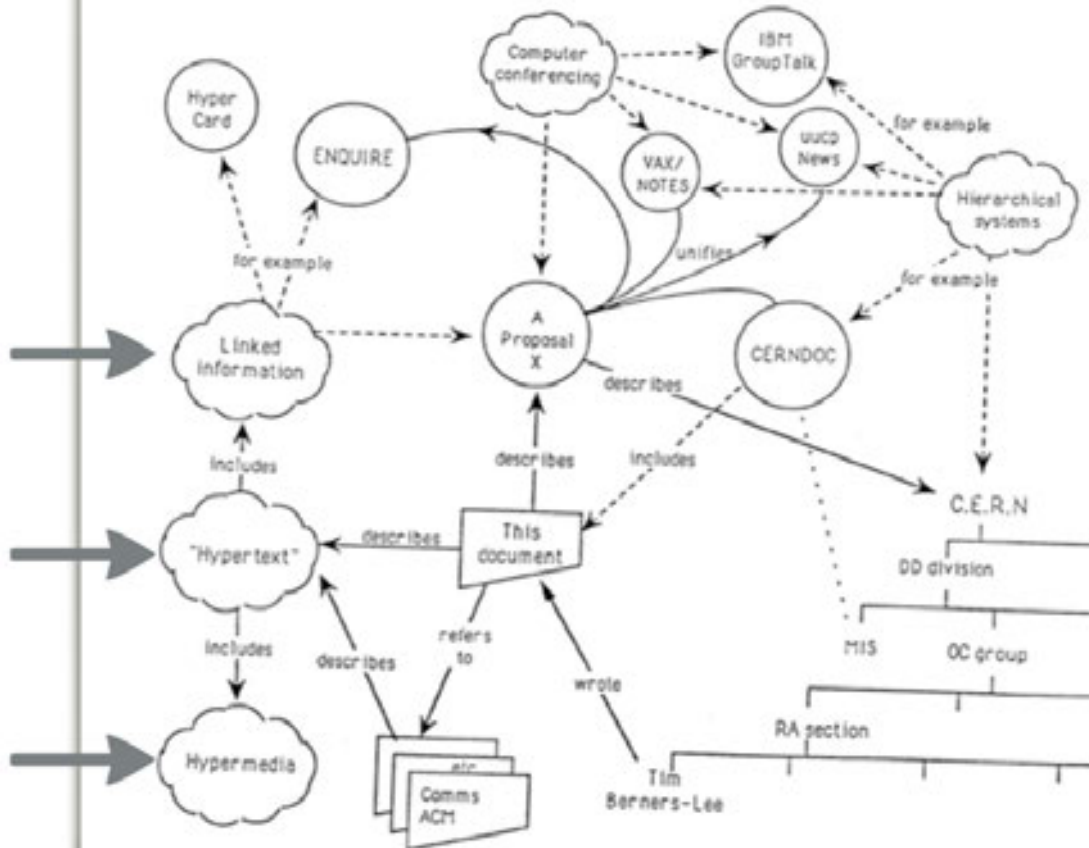 Computer
conferencing
IBM
GroupTalk
Hyper
Card
ENQUIRE
VAX/
NOTES
uucp
News
for example
Hierarchical
systems
unifies
for example
for example
Linked
information
A
Proposal
X
CERNDOC
describes
includes
describes
includes
C.E.R.N
"Hypertext"
describes
This
document
DD division
includes
describes
refers
to
wrote
MIS
OC group
RA section
Hypermedia
etc
Comms
ACM
Tim
Berners-Lee